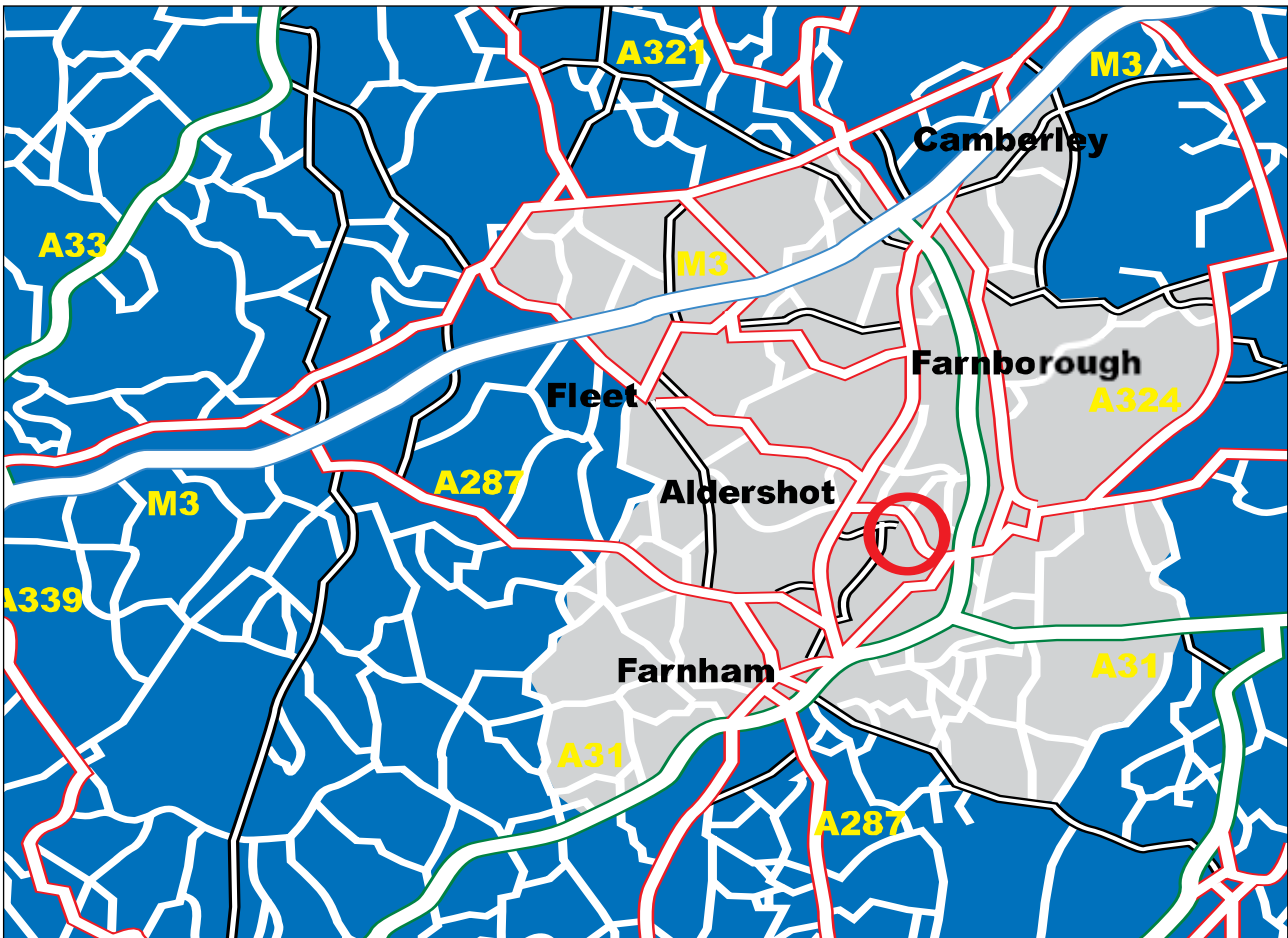 A321
M3
Camberley
A33
M3
Farnborough
Fleet
A324
A287
Aldershot
M3
A339
A31
Farnham
A31
A287